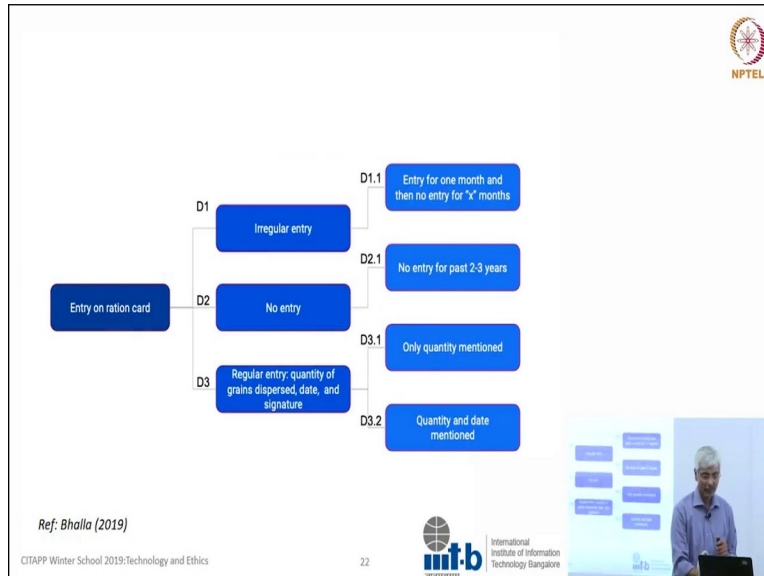 NPTEL
D1.1
Entry for one month and
then no entry for "x" months
D1
Irregular entry
D2.1
No entry for past 2-3 years
Entry on ration card
D2
No entry
D3.1
Only quantity mentioned
D3
Regular entry: quantity of
grains dispersed, date, and
signature
D3.2
Quantity and date
mentioned
Ref: Bhalla (2019)
CITAPP Winter School 2019:Technology and Ethics
22
iiit-b
International
Institute of Information
Technology Bangalore